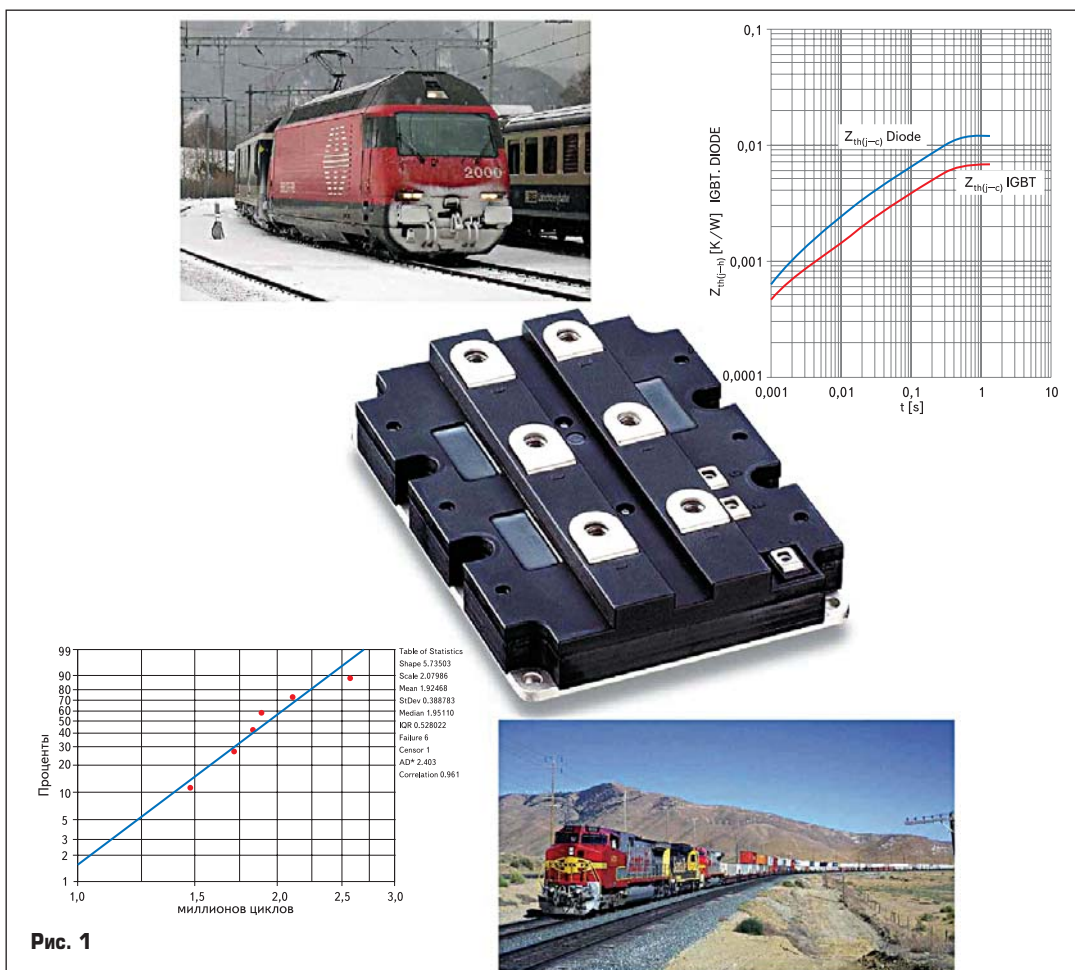 2000
0,1
0,01
0,001
0,0001
Z th(j–h) [K/W] IGBT. DIODE
Z th(j–c) Diode
Z th(j–c) IGBT
0,001
0,01
0,1
1
10
t [s]
99
90
80
70
60
50
40
30
20
10
5
3
2
1
Проценты
1,0
1,5
2,0
2,5
3,0
миллионов циклов
Table of Statistics
Shape 5.73503
Scale 2.07986
Mean 1.92468
StDev 0.388783
Median 1.95110
IQR 0.528022
Failure 6
Censor 1
AD* 2.403
Correlation 0.961
Рис. 1